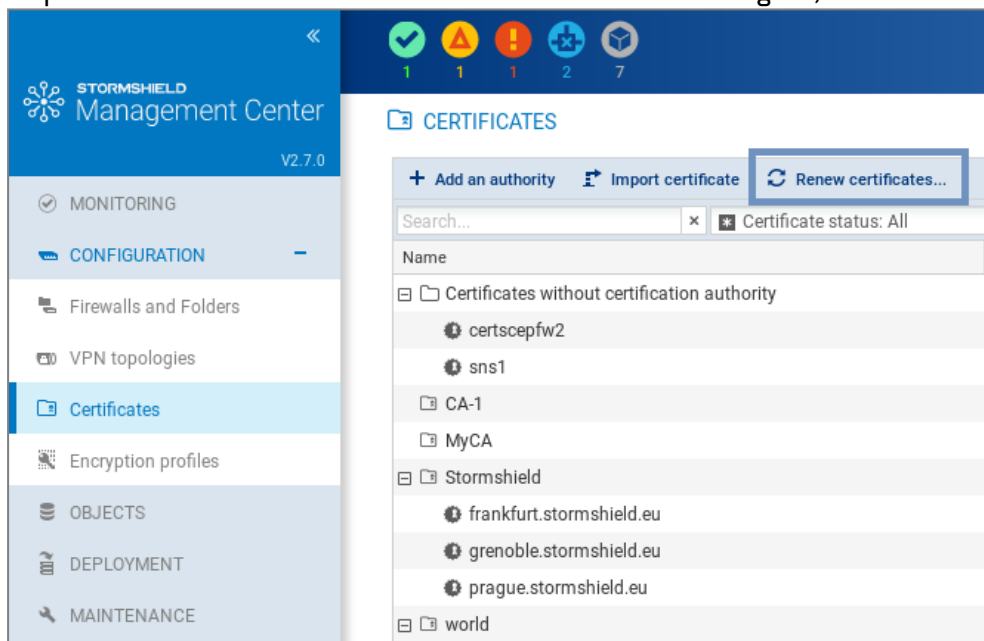 «
1 1 1 2 7
STORMSHIELD
Management Center
V2.7.0
CERTIFICATES
+ Add an authority Import certificate Renew certificates...
Search... × Certificate status: All
Name
MONITORING
CONFIGURATION −
Firewalls and Folders
VPN topologies
Certificates
Encryption profiles
OBJECTS
DEPLOYMENT
MAINTENANCE
Certificates without certification authority
certscepfw2
sns1
CA-1
MyCA
Stormshield
frankfurt.stormshield.eu
grenoble.stormshield.eu
prague.stormshield.eu
world